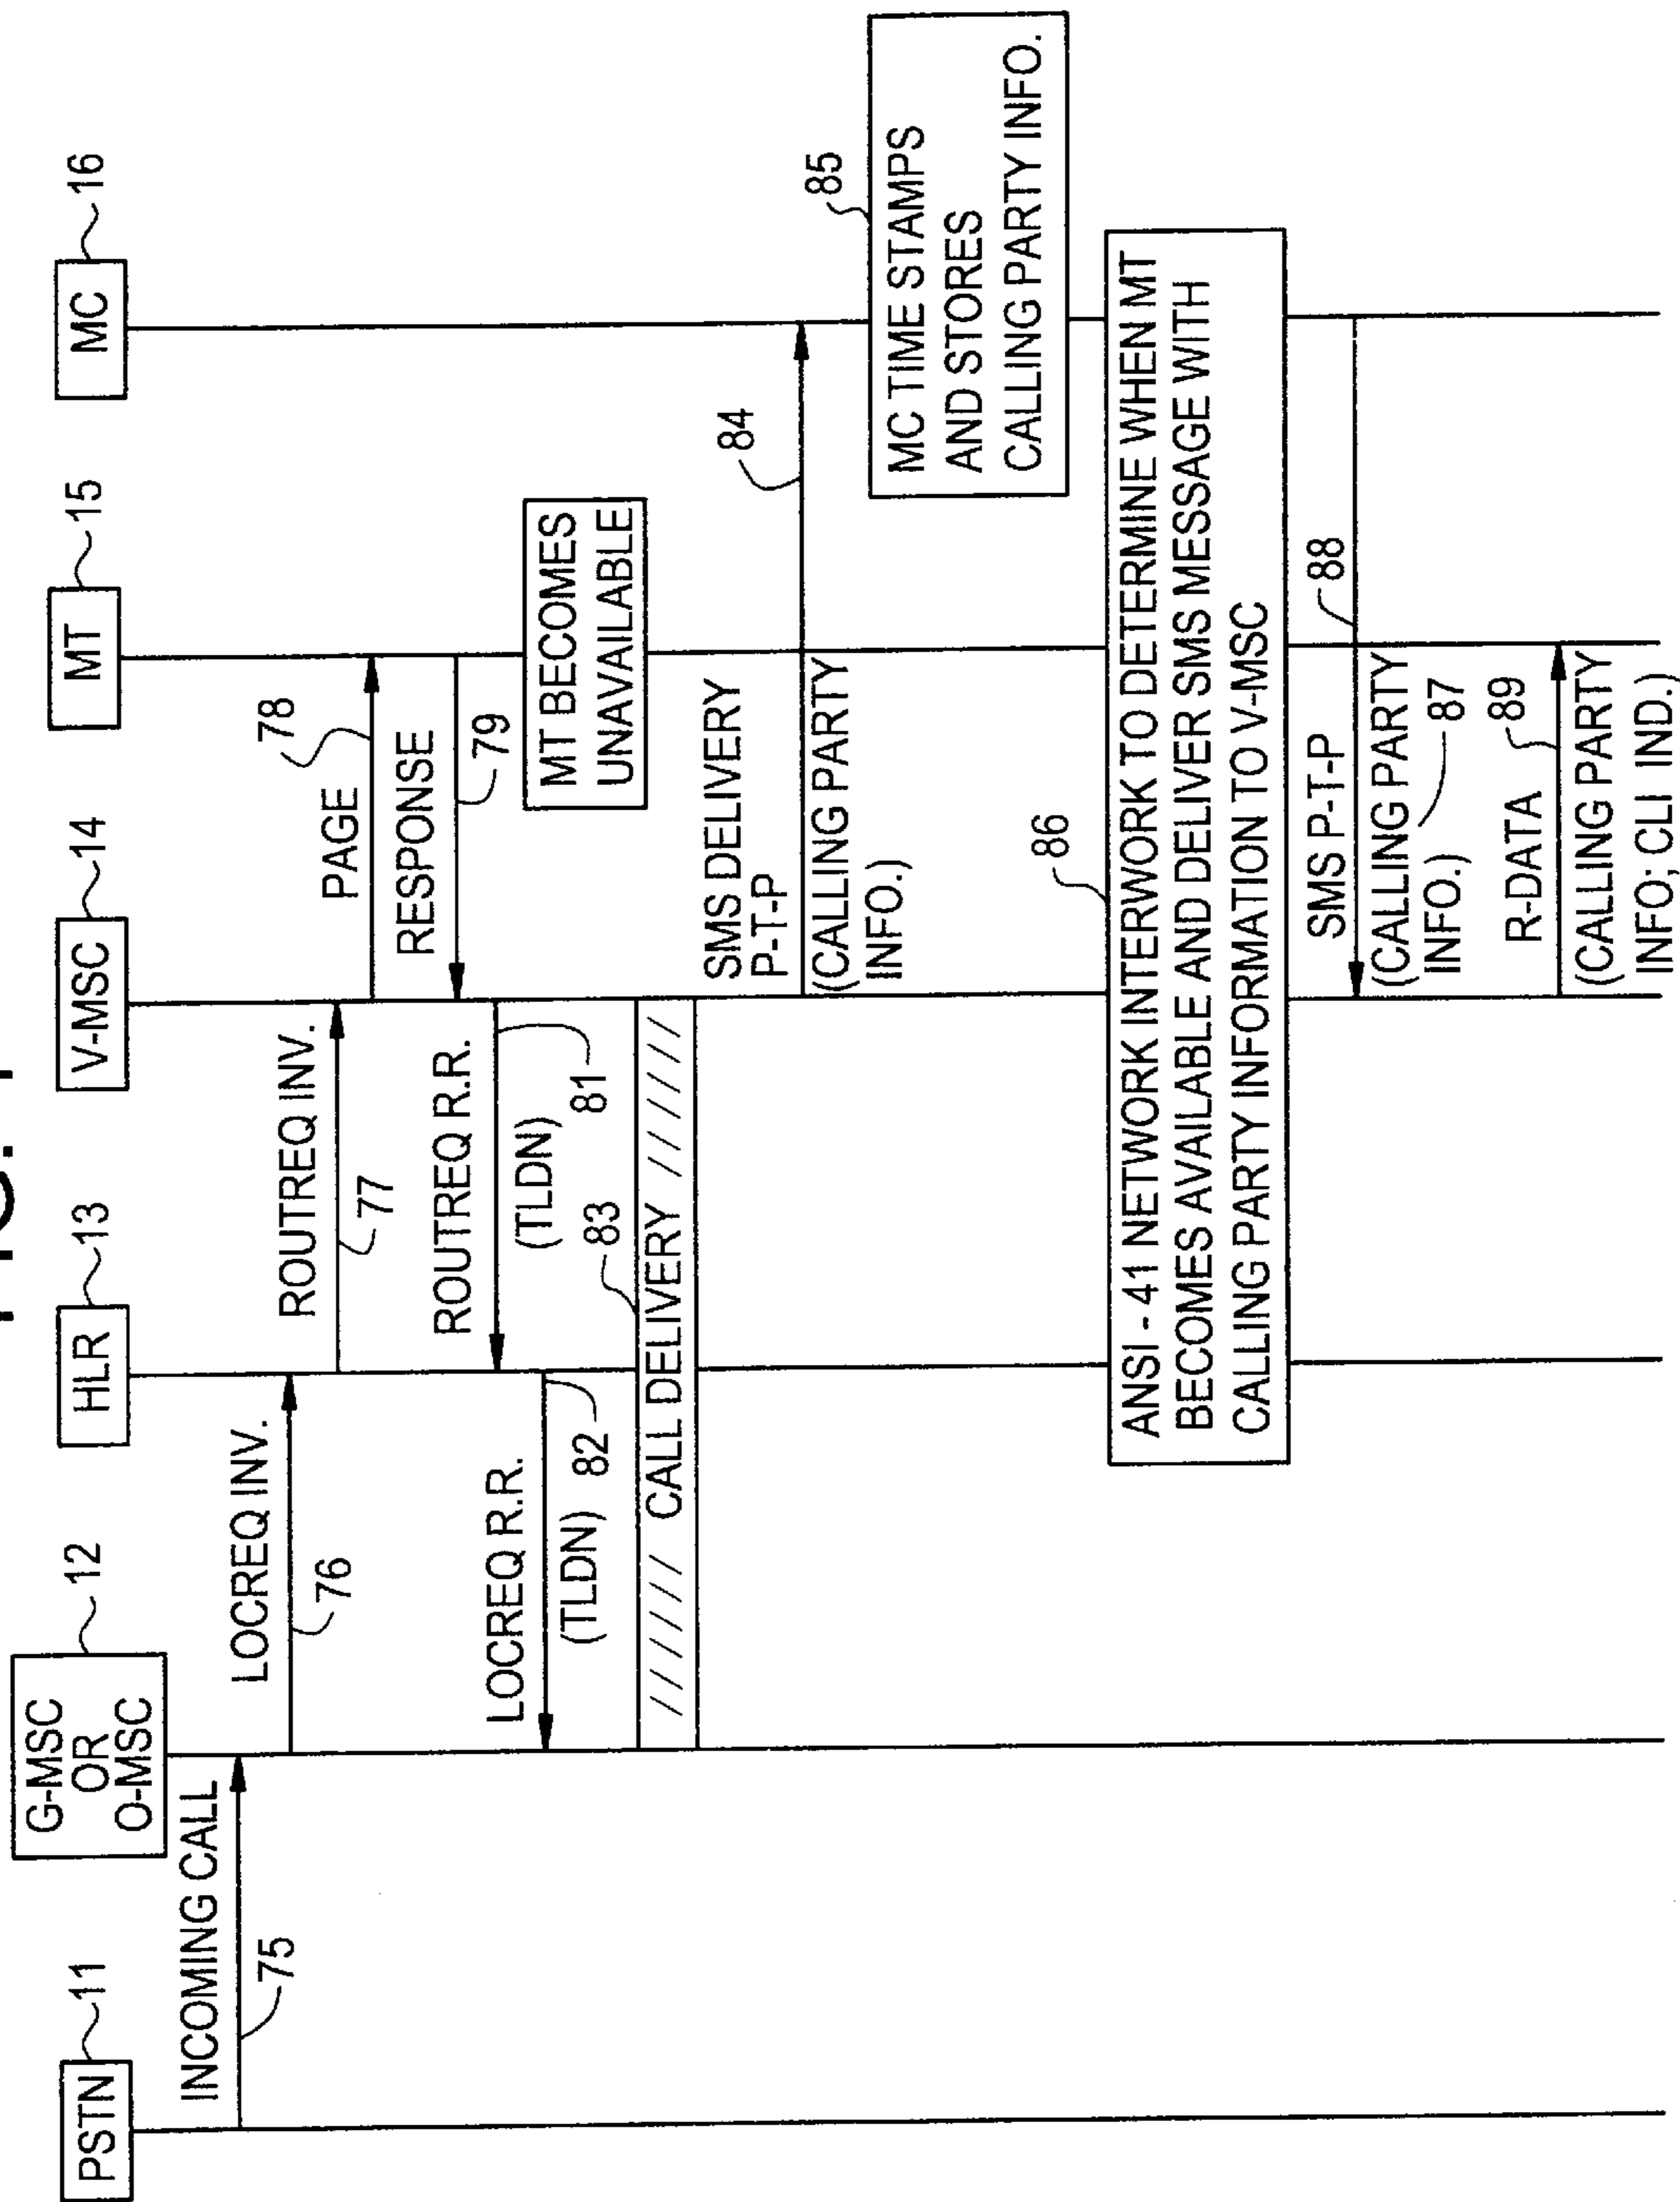 PSTN
11
G-MSC
OR
O-MSC
12
HLR
13
V-MSC
14
MT
15
MC
16
INCOMING CALL
75
LOCREQ INV.
76
ROUTREQ INV.
77
PAGE
78
RESPONSE
79
ROUTREQ R.R.
(TLDN)
81
LOCREQ R.R.
(TLDN)
82
MT BECOMES
UNAVAILABLE
CALL DELIVERY
83
SMS DELIVERY
P-T-P
(CALLING PARTY
INFO.)
84
MC TIME STAMPS
AND STORES
CALLING PARTY INFO.
85
ANSI - 41 NETWORK INTERWORK TO DETERMINE WHEN MT
BECOMES AVAILABLE AND DELIVER SMS MESSAGE WITH
CALLING PARTY INFORMATION TO V-MSC
86
SMS P-T-P
88
(CALLING PARTY
INFO.)
87
R-DATA
89
(CALLING PARTY
INFO; CLI IND.)